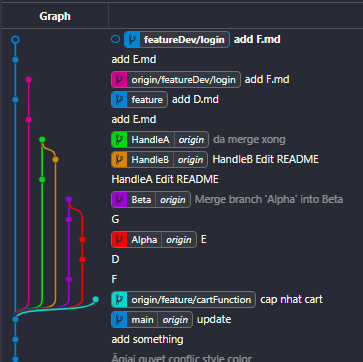 Graph
featureDev/login add F.md
add E.md
origin/featureDev/login add F.md
feature add D.md
add E.md
HandleA origin da merge xong
HandleB origin HandleB Edit README
HandleA Edit README
Beta origin Merge branch 'Alpha' into Beta
G
Alpha origin E
D
F
origin/feature/cartFunction cap nhat cart
main origin update
add something
quyet conflic style color